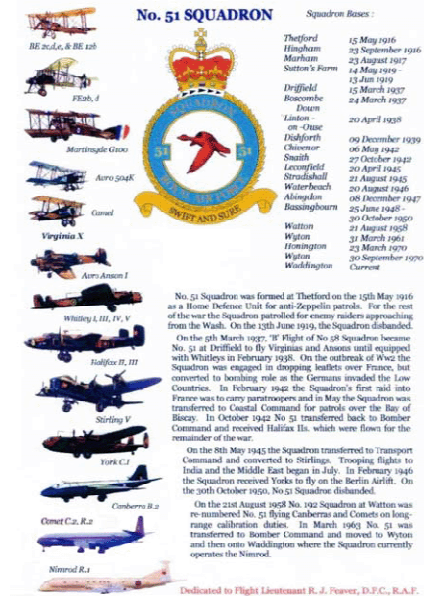 No. 51 SQUADRON
BE 2c,d,e, & BE 12b
FE2b, d
Martinsyde G100
Avro 504K
Camel
Virginia X
Avro Anson I
Whitley I, III, IV, V
Halifax II, III
Stirling V
York C.1
Canberra B.2
Comet C.2, R.2
Nimrod R.1
SQUADRON
51 51
ROYAL AIR FORCE
SWIFT AND SURE
Squadron Bases :
Thetford 15 May 1916
Hingham 23 September 1916
Marham 23 August 1917
Sutton's Farm 14 May 1919 -
13 Jun 1919
Driffield 15 March 1937
Boscombe 24 March 1937
Down
Linton - 20 April 1938
on -Ouse
Dishforth 09 December 1939
Chivenor 06 May 1942
Snaith 27 October 1942
Leconfield 20 April 1945
Stradishall 21 August 1945
Waterbeach 20 August 1946
Abingdon 08 December 1947
Bassingbourn 25 June 1948 -
30 October 1950
Watton 21 August 1958
Wyton 31 March 1961
Honington 23 March 1970
Wyton 30 September 1970
Waddington Current
No. 51 Squadron was formed at Thetford on the 15th May 1916
as a Home Defence Unit for anti-Zeppelin patrols. For the rest
of the war the Squadron patrolled for enemy raiders approaching
from the Wash. On the 13th June 1919, the Squadron disbanded.
On the 5th March 1937, 'B' Flight of No 58 Squadron became
No. 51 at Driffield to fly Virginias and Ansons until equipped
with Whitleys in February 1938. On the outbreak of Ww2 the
Squadron was engaged in dropping leaflets over France, but
converted to bombing role as the Germans invaded the Low
Countries. In February 1942 the Squadron's first raid into
France was to carry paratroopers and in May the Squadron was
transferred to Coastal Command for patrols over the Bay of
Biscay. In October 1942 No 51 transferred back to Bomber
Command and received Halifax IIs. which were flown for the
remainder of the war.
On the 8th May 1945 the Squadron transferred to Transport
Command and converted to Stirlings. Trooping flights to
India and the Middle East began in July. In February 1946
the Squadron received Yorks to fly on the Berlin Airlift. On
the 30th October 1950, No 51 Squadron disbanded.
On the 21st August 1958 No. 192 Squadron at Watton was
re-numbered No. 51 flying Canberras and Comets on long-
range calibration duties. In March 1963 No. 51 was
transferred to Bomber Command and moved to Wyton
and then onto Waddington where the Squadron currently
operates the Nimrod.
Dedicated to Flight Lieutenant R. J. Feaver, D.F.C., R.A.F.